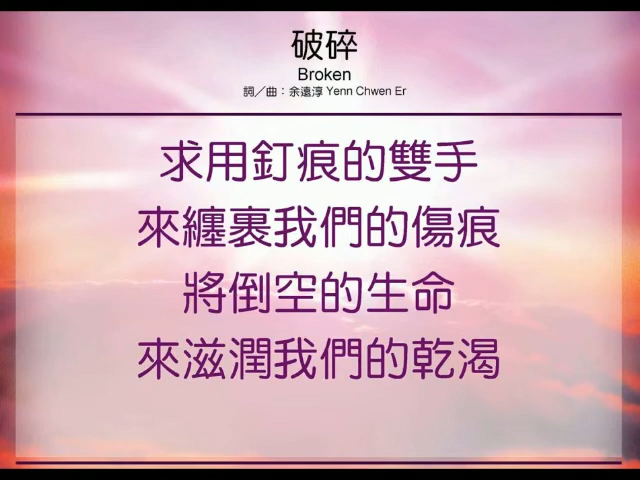 破碎
Broken
詞／曲：余遠淳 Yenn Chwen Er
求用釘痕的雙手
來纏裹我們的傷痕
將倒空的生命
來滋潤我們的乾渴